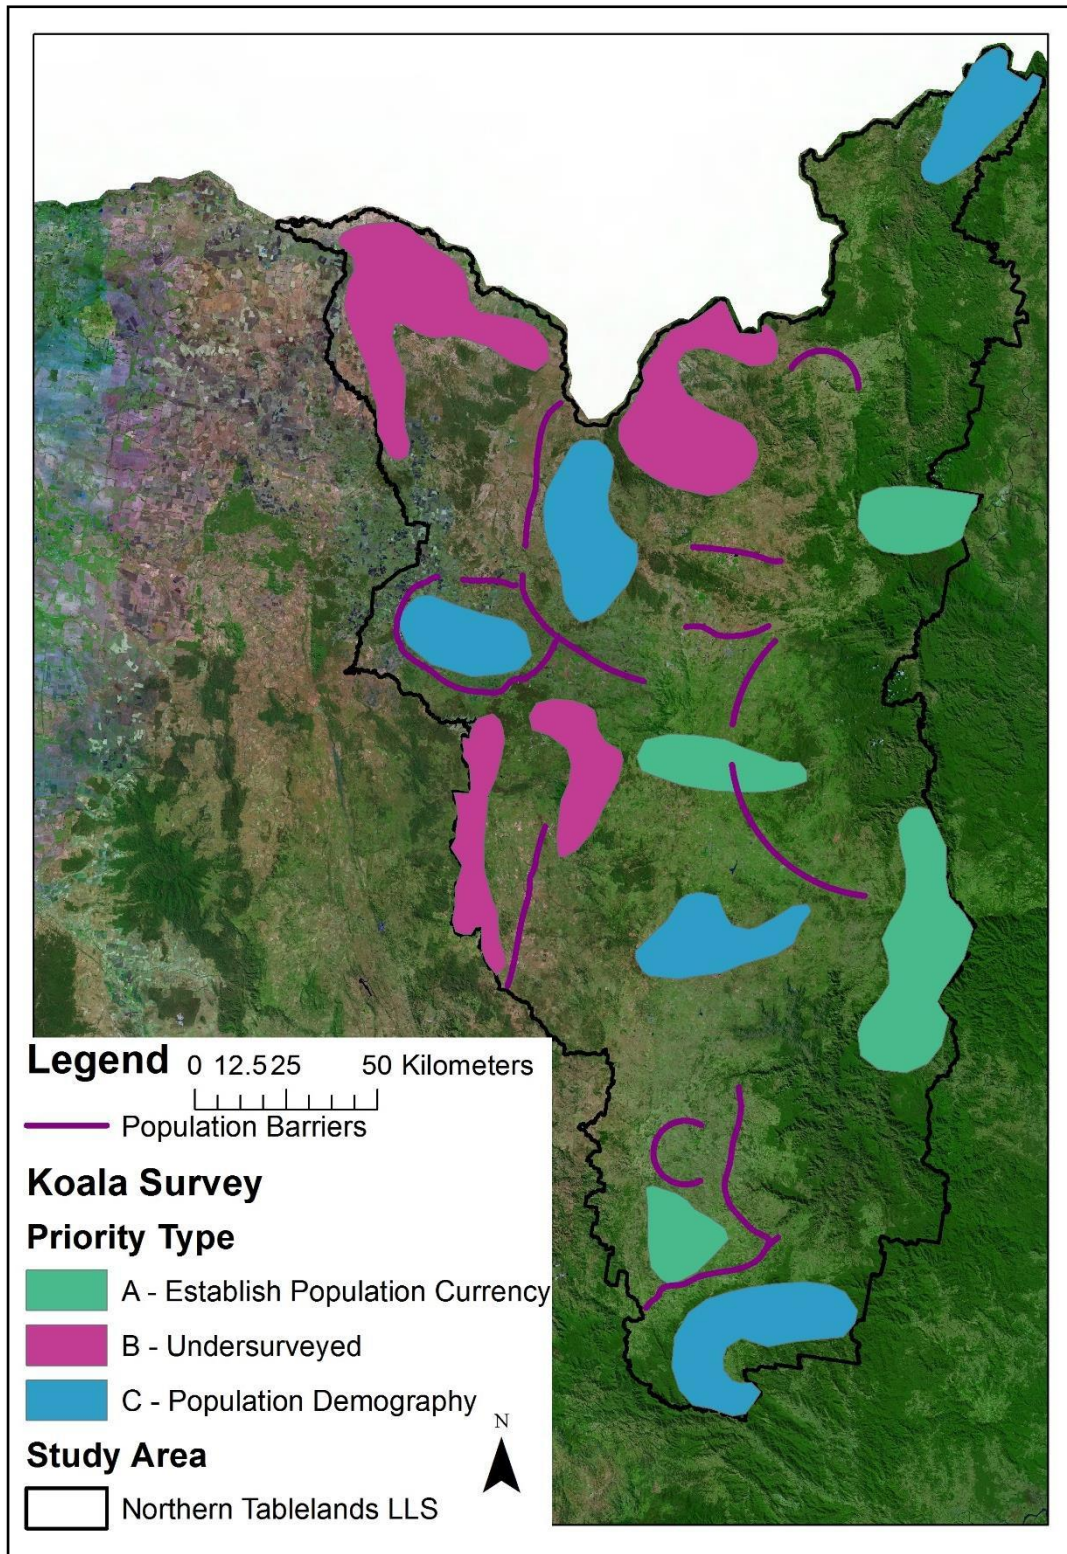 Legend 0 12.525 50 Kilometers
Population Barriers
Koala Survey
Priority Type
A - Establish Population Currency
B - Undersurveyed
C - Population Demography
N
Study Area
Northern Tablelands LLS